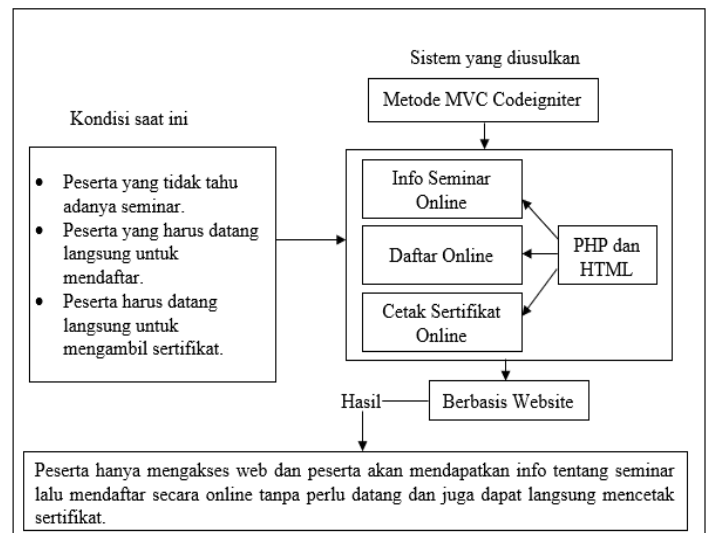 Sistem yang diusulkan
Metode MVC Codeigniter
Kondisi saat ini
• Peserta yang tidak tahu
adanya seminar.
• Peserta yang harus datang
langsung untuk
mendaftar.
• Peserta harus datang
langsung untuk
mengambil sertifikat.
Info Seminar
Online
Daftar Online
Cetak Sertifikat
Online
PHP dan
HTML
Berbasis Website
Hasil
Peserta hanya mengakses web dan peserta akan mendapatkan info tentang seminar
lalu mendaftar secara online tanpa perlu datang dan juga dapat langsung mencetak
sertifikat.